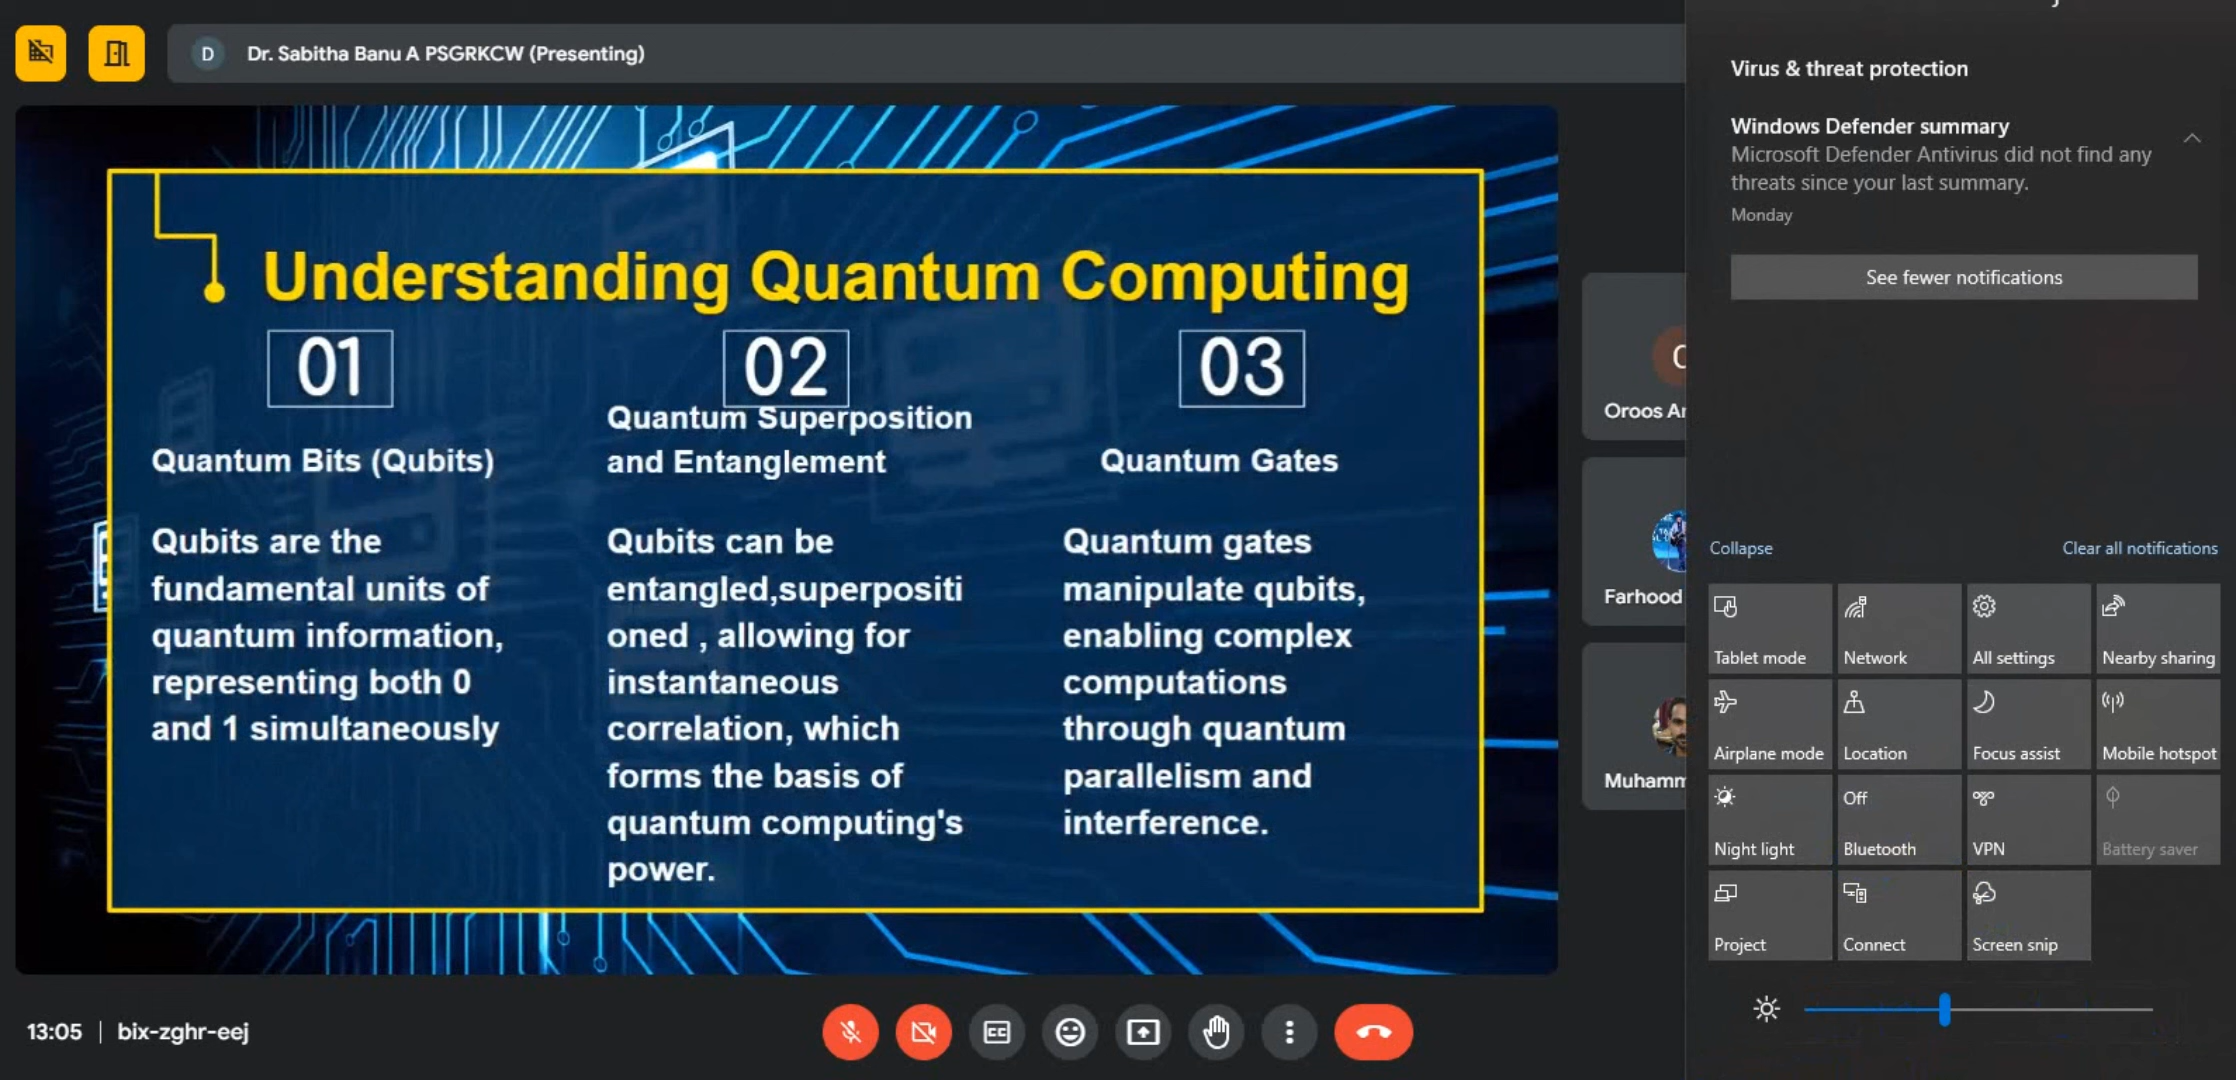 D Dr. Sabitha Banu A PSGRKCW (Presenting)
Understanding Quantum Computing
01
Quantum Bits (Qubits)
Qubits are the
fundamental units of
quantum information,
representing both 0
and 1 simultaneously
02
Quantum Superposition
and Entanglement
Qubits can be
entangled,superpositi
oned , allowing for
instantaneous
correlation, which
forms the basis of
quantum computing's
power.
03
Quantum Gates
Quantum gates
manipulate qubits,
enabling complex
computations
through quantum
parallelism and
interference.
Oroos Ar
Farhood
Muhamm
13:05 | bix-zghr-eej
CC
Virus & threat protection
Windows Defender summary
Microsoft Defender Antivirus did not find any
threats since your last summary.
Monday
See fewer notifications
Collapse
Clear all notifications
Tablet mode
Network
All settings
Nearby sharing
Airplane mode
Location
Focus assist
Mobile hotspot
Night light
Off
Bluetooth
VPN
Battery saver
Project
Connect
Screen snip